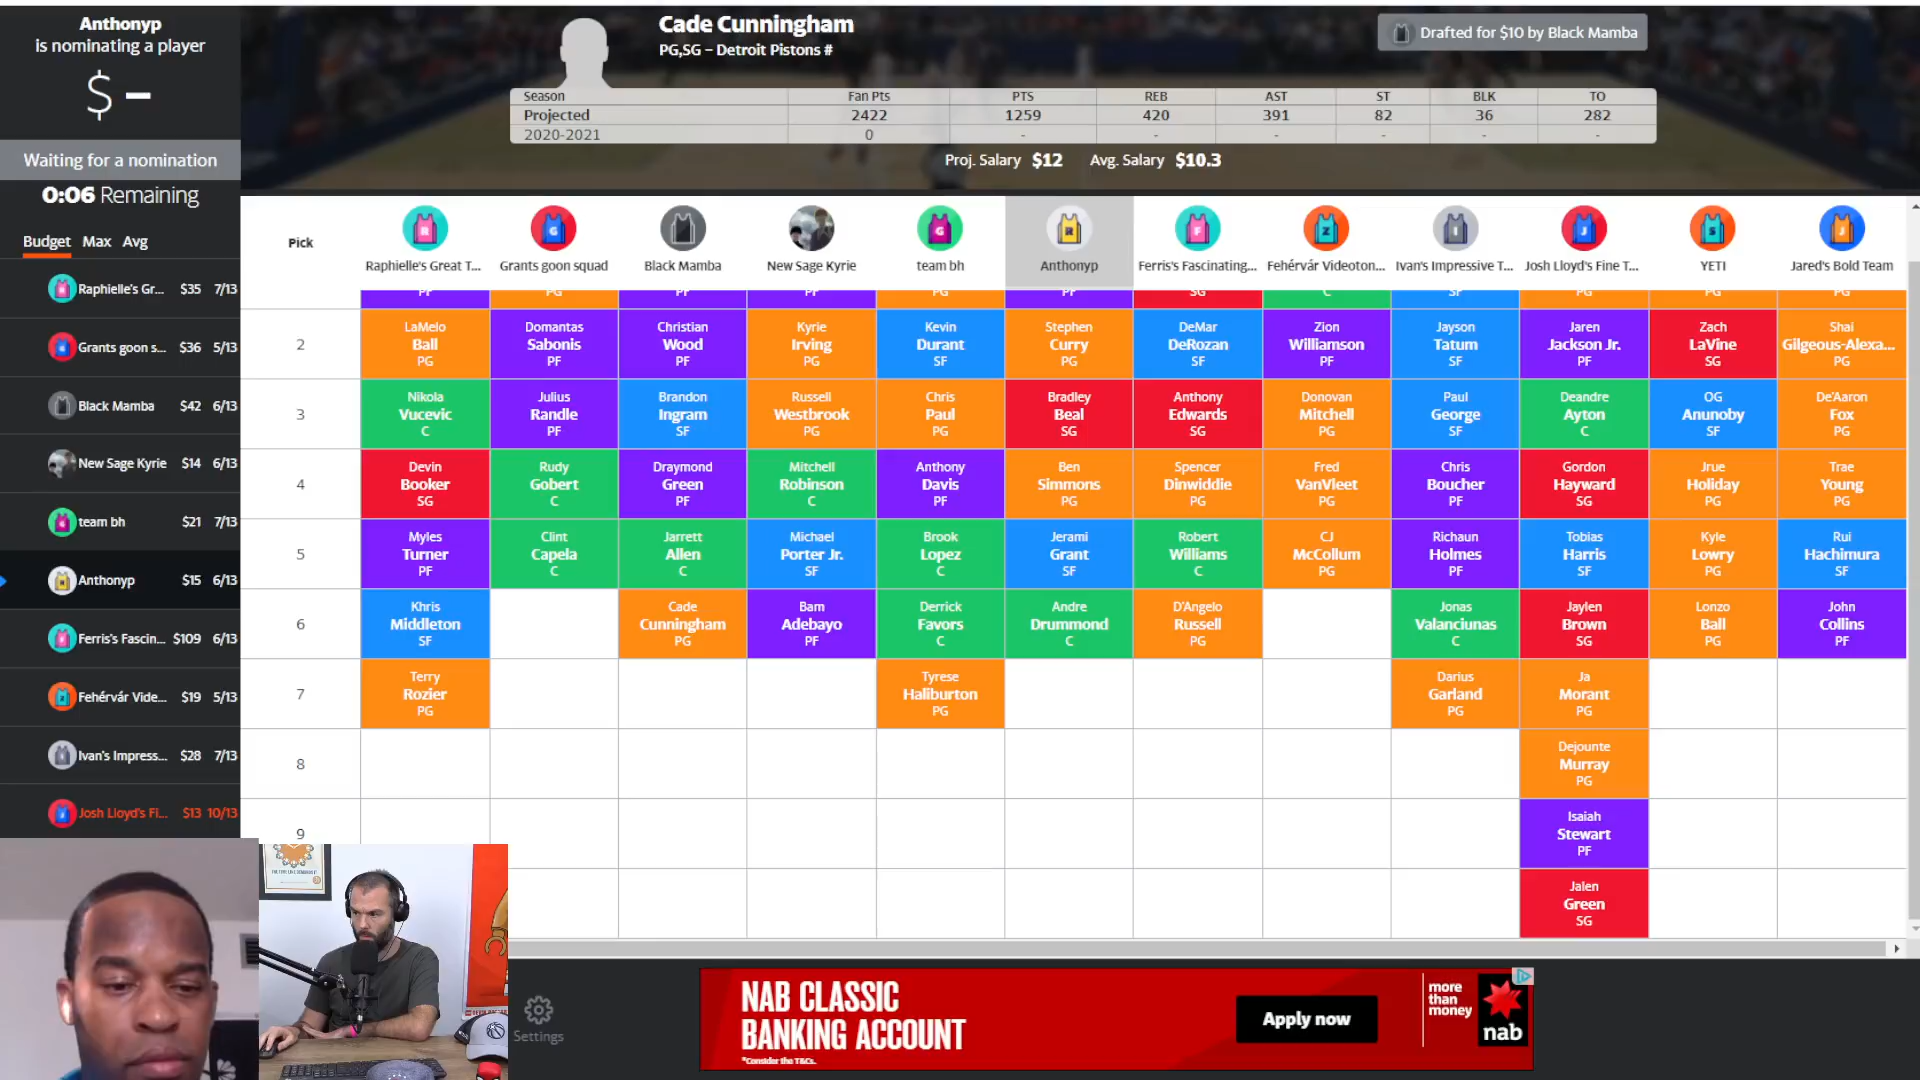 Anthonyp
is nominating a player
$ –
Waiting for a nomination
0:06 Remaining
Budget Max Avg
Raphielle's Gr... $35 7/13
Grants goon s... $36 5/13
Black Mamba $42 6/13
New Sage Kyrie $14 6/13
team bh $21 7/13
Anthonyp $15 6/13
Ferris's Fascin... $109 6/13
Fehérvár Vide... $19 5/13
Ivan's Impress... $28 7/13
Josh Lloyd's Fi... $13 10/13
Cade Cunningham
PG,SG – Detroit Pistons #
Drafted for $10 by Black Mamba
Season Fan Pts PTS REB AST ST BLK TO
Projected 2422 1259 420 391 82 36 282
2020-2021 0 - - - - - -
Proj. Salary $12 Avg. Salary $10.3
Pick
Raphielle's Great T... Grants goon squad Black Mamba New Sage Kyrie team bh Anthonyp Ferris's Fascinating... Fehérvár Videoton... Ivan's Impressive T... Josh Lloyd's Fine T... YETI Jared's Bold Team
PF PG PF PF PG PF SG C SF PG PG PG
LaMelo Domantas Christian Kyrie Kevin Stephen DeMar Zion Jayson Jaren Zach Shai
2 Ball Sabonis Wood Irving Durant Curry DeRozan Williamson Tatum Jackson Jr. LaVine Gilgeous-Alexa...
PG PF PF PG SF PG SF PF SF PF SG PG
Nikola Julius Brandon Russell Chris Bradley Anthony Donovan Paul Deandre OG De'Aaron
3 Vucevic Randle Ingram Westbrook Paul Beal Edwards Mitchell George Ayton Anunoby Fox
C PF SF PG PG SG SG PG SF C SF PG
Devin Rudy Draymond Mitchell Anthony Ben Spencer Fred Chris Gordon Jrue Trae
4 Booker Gobert Green Robinson Davis Simmons Dinwiddie VanVleet Boucher Hayward Holiday Young
SG C PF C PF PG PG PG PF SG PG PG
Myles Clint Jarrett Michael Brook Jerami Robert CJ Richaun Tobias Kyle Rui
5 Turner Capela Allen Porter Jr. Lopez Grant Williams McCollum Holmes Harris Lowry Hachimura
PF C C SF C SF C PG PF SF PG SF
Khris Cade Bam Derrick Andre D'Angelo Jonas Jaylen Lonzo John
6 Middleton Cunningham Adebayo Favors Drummond Russell Valanciunas Brown Ball Collins
SF PG PF C C PG C SG PG PF
Terry Tyrese Darius Ja
7 Rozier Haliburton Garland Morant
PG PG PG PG
Dejounte
8 Murray
PG
Isaiah
9 Stewart
PF
Jalen
Green
SG
Settings
NAB CLASSIC
BANKING ACCOUNT
*Consider the T&Cs.
Apply now
more
than
money
nab